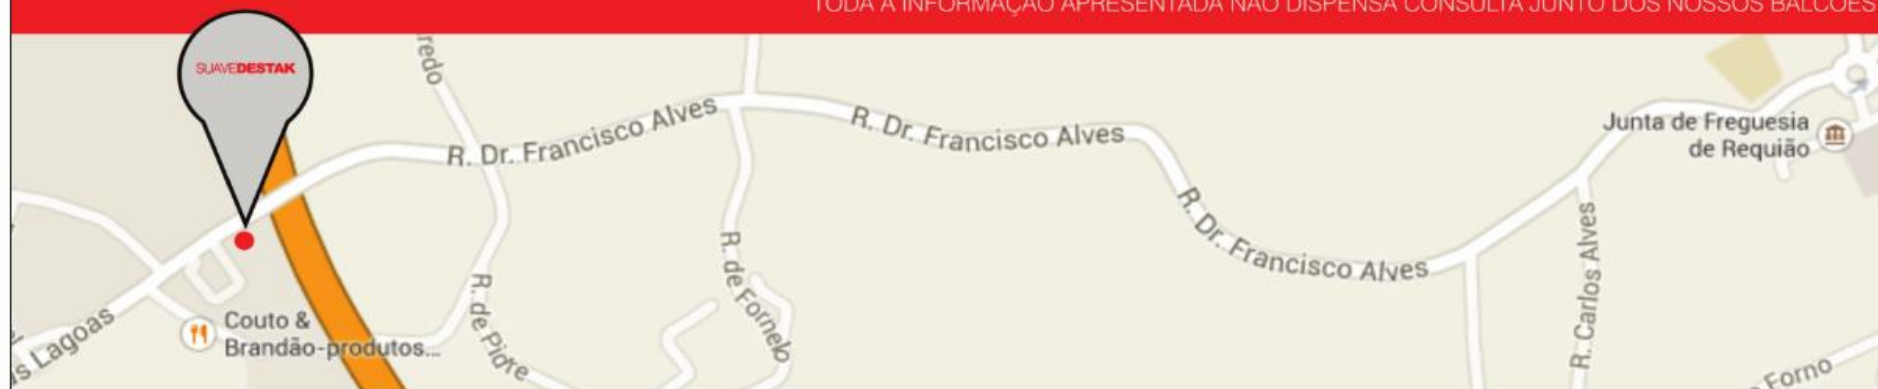 TODA A INFORMAÇÃO APRESENTADA NÃO DISPENSA CONSULTA JUNTO DOS NOSSOS BALCÕES
SUAVEDESTAK
redo
R. Dr. Francisco Alves
R. Dr. Francisco Alves
Junta de Freguesia
de Requião
R. Dr. Francisco Alves
R. Carlos Alves
R. de Fornelo
R. de Pidre
Couto &
Brandão-produtos...
s Lagoas
Forno